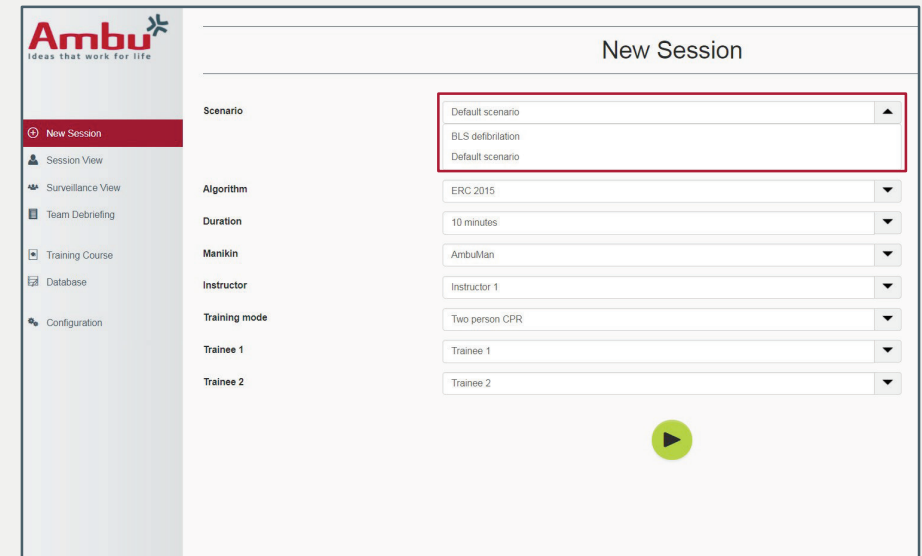 Ambu
Ideas that work for life
New Session
New Session
Session View
Surveillance View
Team Debriefing
Training Course
Database
Configuration
Scenario
Default scenario
BLS defibrilation
Default scenario
Algorithm
ERC 2015
Duration
10 minutes
Manikin
AmbuMan
Instructor
Instructor 1
Training mode
Two person CPR
Trainee 1
Trainee 1
Trainee 2
Trainee 2